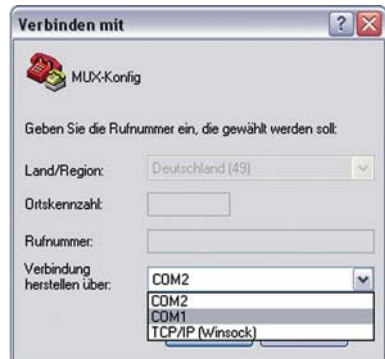 Verbinden mit
MUX-Konfig
Geben Sie die Rufnummer ein, die gewählt werden soll:
Land/Region:
Deutschland (49)
Ortskennzahl:
Rufnummer:
Verbindung
herstellen über:
COM2
COM2
COM1
TCP/IP (Winsock)